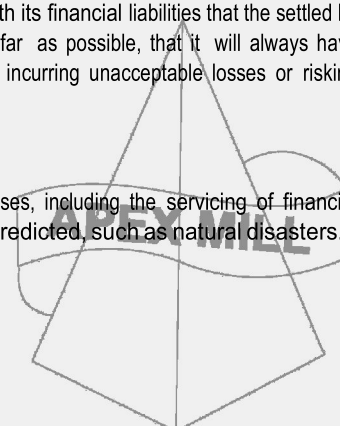 th its financial liabilities that the settled
far as possible, that it will always hav
incurring unacceptable losses or riskin
ses, including the servicing of financi
APEX MILL
redicted, such as natural disasters.